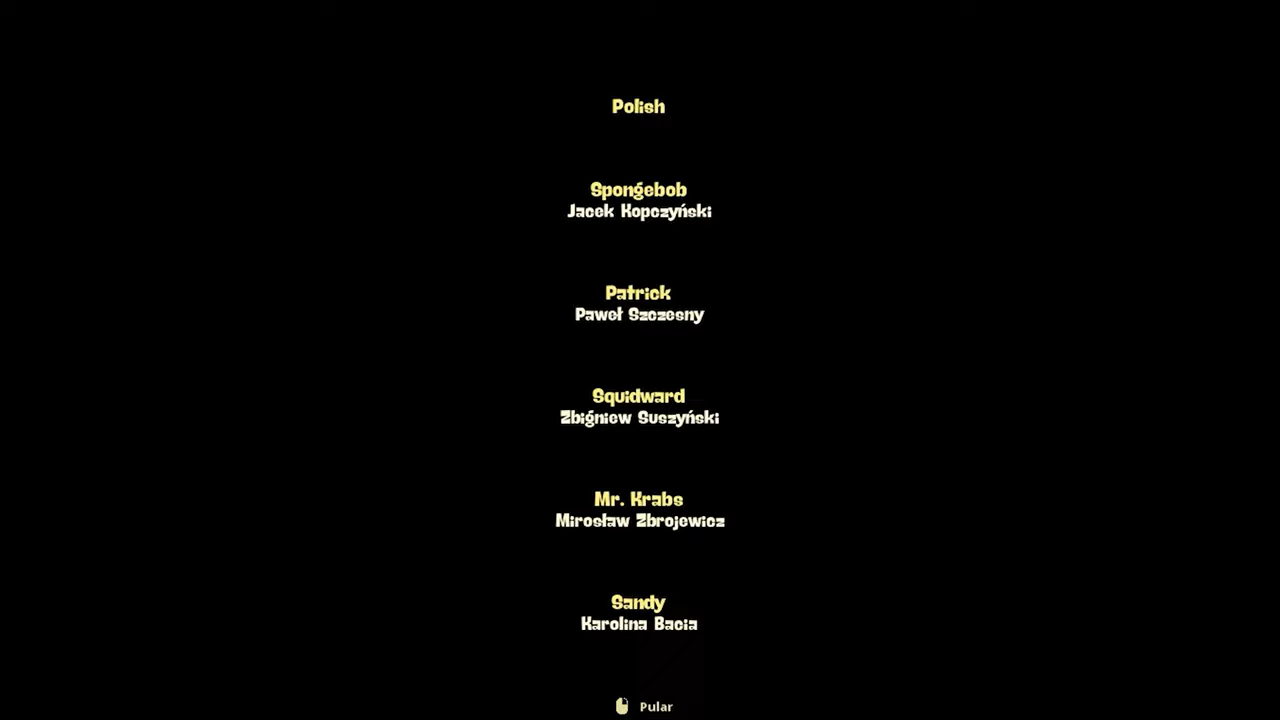 Polish
Spongebob
Jacek Kopczyński
Patrick
Paweł Szczesny
Squidward
Zbigniew Suszyński
Mr. Krabs
Mirosław Zbrojewicz
Sandy
Karolina Bacia
Pular